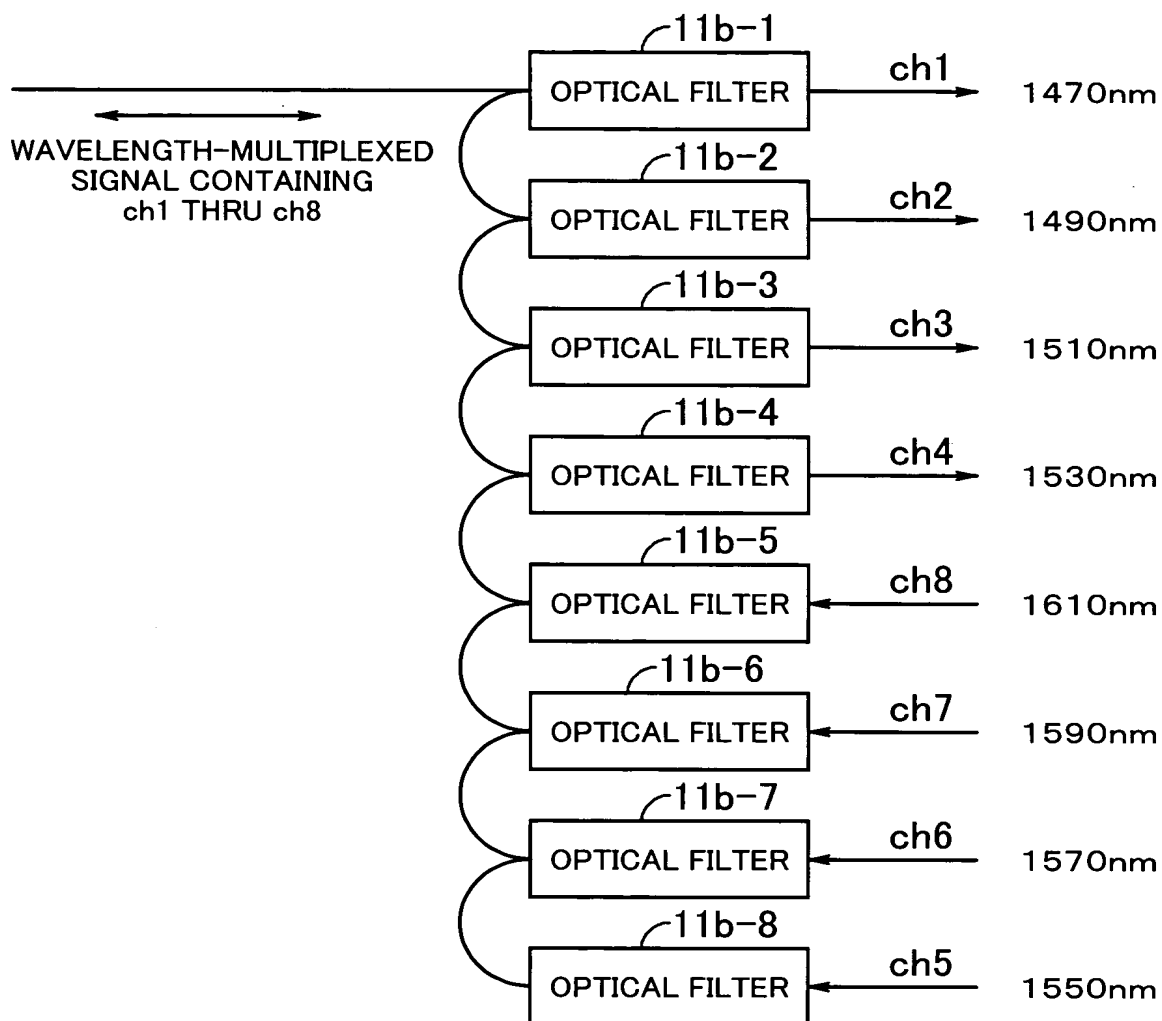 11b-1
OPTICAL FILTER
ch1
1470nm
WAVELENGTH-MULTIPLEXED
SIGNAL CONTAINING
ch1 THRU ch8
11b-2
OPTICAL FILTER
ch2
1490nm
11b-3
OPTICAL FILTER
ch3
1510nm
11b-4
OPTICAL FILTER
ch4
1530nm
11b-5
OPTICAL FILTER
ch8
1610nm
11b-6
OPTICAL FILTER
ch7
1590nm
11b-7
OPTICAL FILTER
ch6
1570nm
11b-8
OPTICAL FILTER
ch5
1550nm